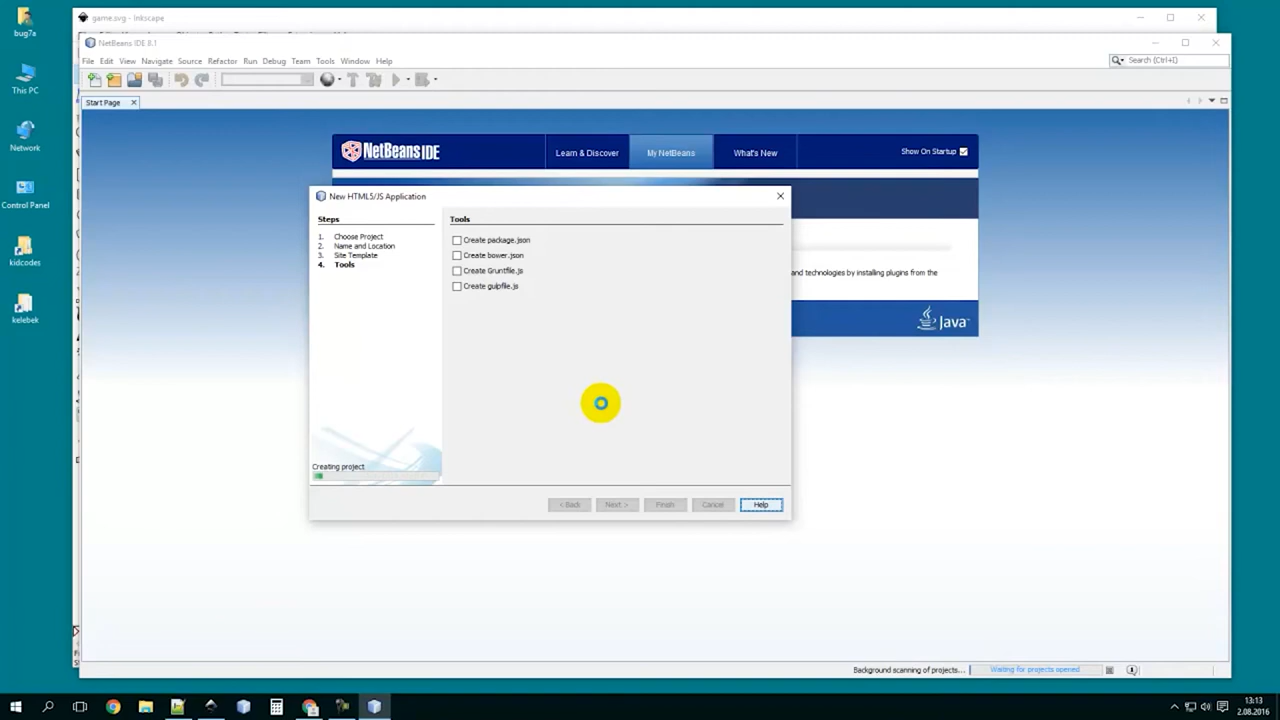 bug7a
This PC
Network
Control Panel
kidcodes
kelebek
game.svg - Inkscape
NetBeans IDE 8.1
File Edit View Navigate Source Refactor Run Debug Team Tools Window Help
Search (Ctrl+I)
Start Page
NetBeans IDE
Learn & Discover
My NetBeans
What's New
Show On Startup
New HTML5/JS Application
Steps
1. Choose Project
2. Name and Location
3. Site Template
4. Tools
Tools
Create package.json
Create bower.json
Create Gruntfile.js
Create gulpfile.js
and technologies by installing plugins from the
Java
Creating project
< Back
Next >
Finish
Cancel
Help
Background scanning of projects...
Waiting for projects opened
13:13
2.08.2016